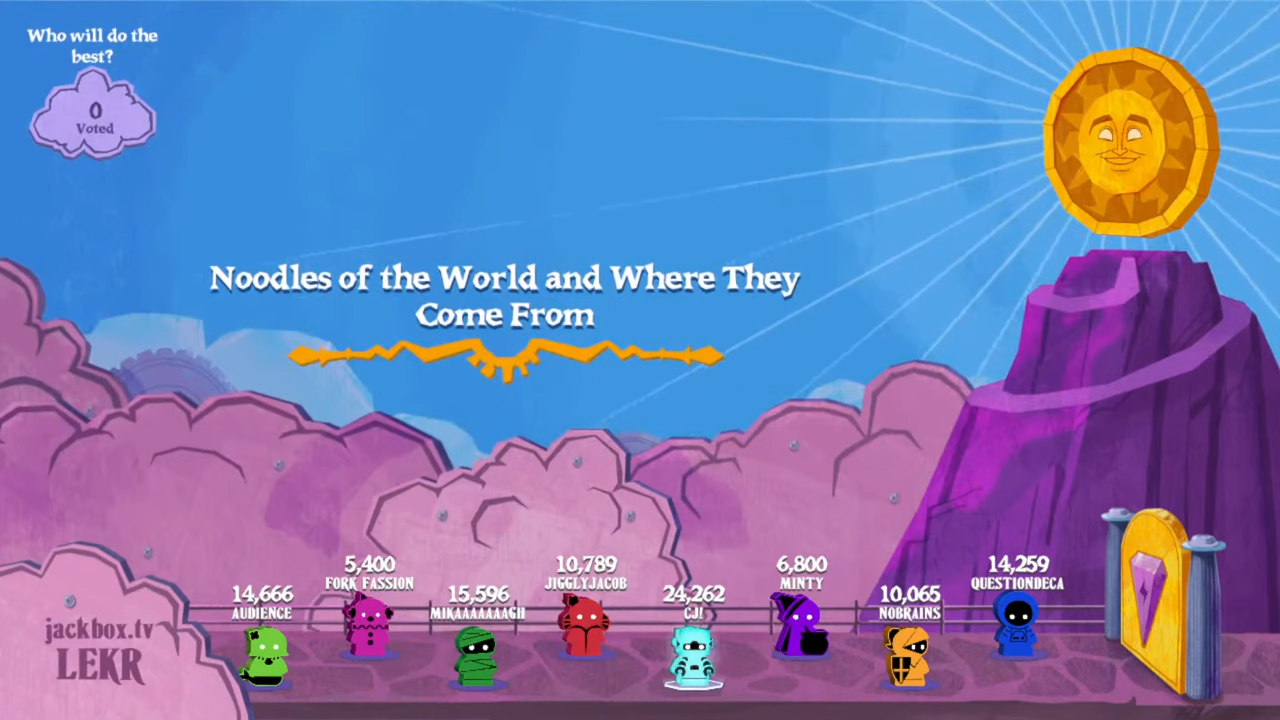 Who will do the
best?
0
Voted
Noodles of the World and Where They
Come From
14,666
AUDIENCE
5,400
FORK FASSION
15,596
MIKAAAAAAAGH
10,789
JIGGLYJACOB
24,262
CJ!
6,800
MINTY
10,065
NOBRAINS
14,259
QUESTIONDECA
jackbox.tv
LEKR